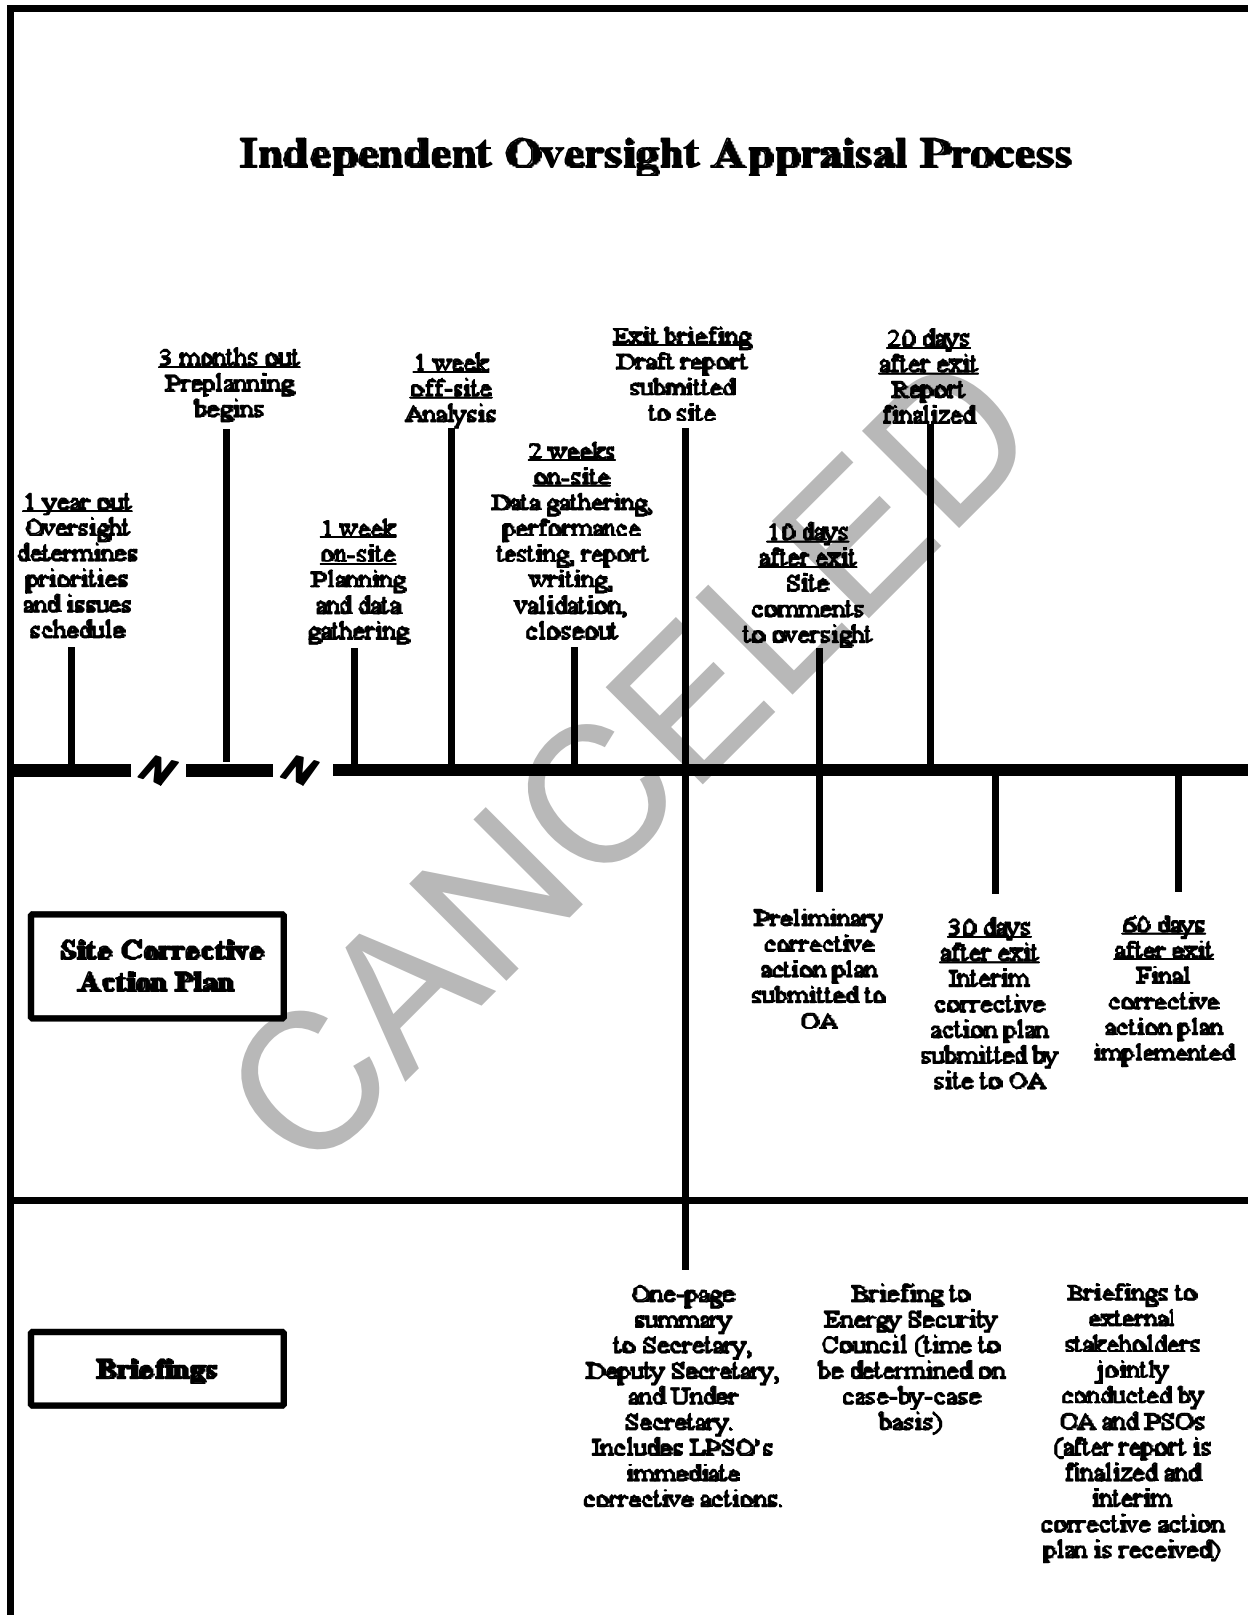 Independent Oversight Appraisal Process
1 year out
Oversight
determines
priorities
and issues
schedule
3 months out
Preplanning
begins
1 week
on-site
Planning
and data
gathering
1 week
off-site
Analysis
2 weeks
on-site
Data gathering,
performance
testing, report
writing,
validation,
closeout
Exit briefing
Draft report
submitted
to site
10 days
after exit
Site
comments
to oversight
20 days
after exit
Report
finalized
N
N
CANCELED
Site Corrective
Action Plan
Preliminary
corrective
action plan
submitted to
OA
30 days
after exit
Interim
corrective
action plan
submitted by
site to OA
60 days
after exit
Final
corrective
action plan
implemented
Briefings
One-page
summary
to Secretary,
Deputy Secretary,
and Under
Secretary.
Includes LPSO's
immediate
corrective actions.
Briefing to
Energy Security
Council (time to
be determined on
case-by-case
basis)
Briefings to
external
stakeholders
jointly
conducted by
OA and PSOs
(after report is
finalized and
interim
corrective action
plan is received)